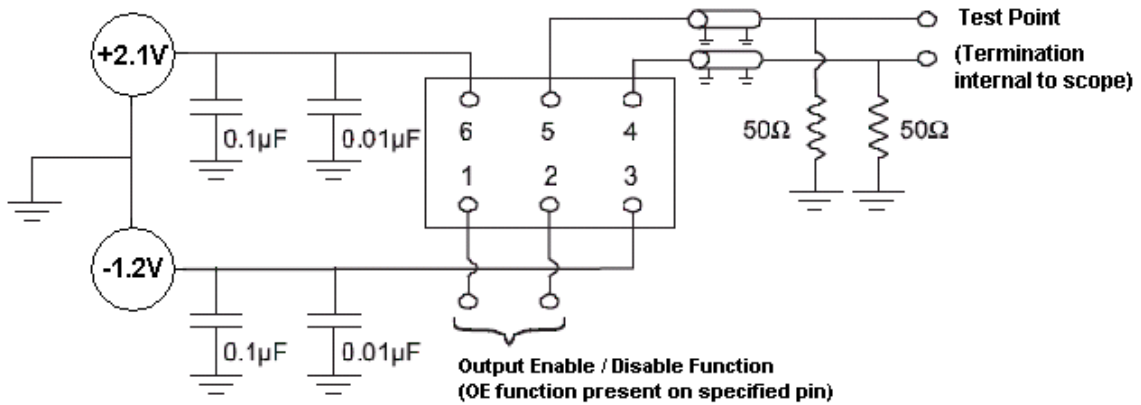 Test Point
+2.1V
(Termination
internal to scope)
0.1µF
0.01µF
6 5 4
50Ω
50Ω
1 2 3
-1.2V
0.1µF
0.01µF
Output Enable / Disable Function
(OE function present on specified pin)